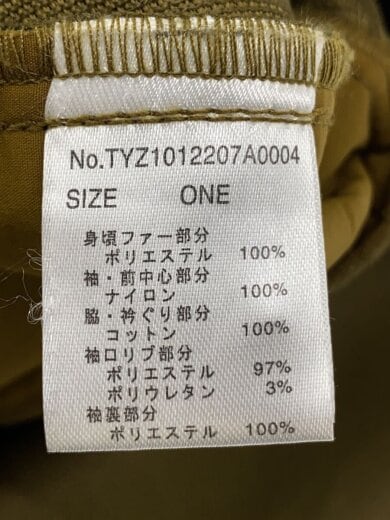 No.TYZ1012207A0004
SIZE ONE
身頃ファー部分
ポリエステル 100%
袖・前中心部分
ナイロン 100%
脇・衿ぐり部分
コットン 100%
袖口リブ部分
ポリエステル 97%
ポリウレタン 3%
袖裏部分
ポリエステル 100%